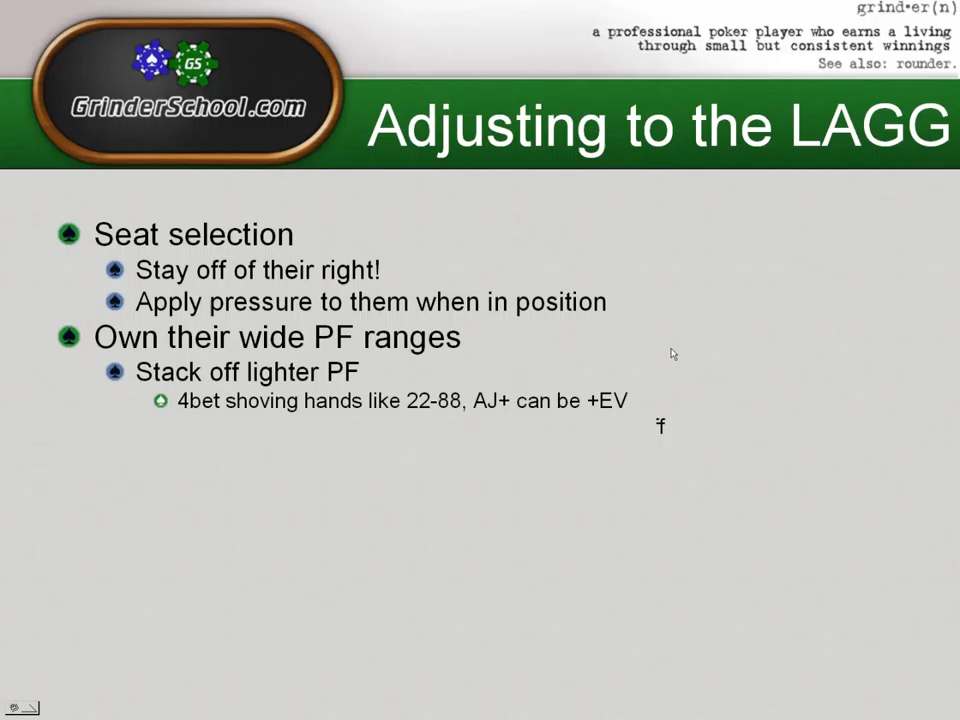 grind•er(n)
a professional poker player who earns a living
through small but consistent winnings
See also: rounder.
GS
GrinderSchool.com
Adjusting to the LAGG
Seat selection
Stay off of their right!
Apply pressure to them when in position
Own their wide PF ranges
Stack off lighter PF
4bet shoving hands like 22-88, AJ+ can be +EV